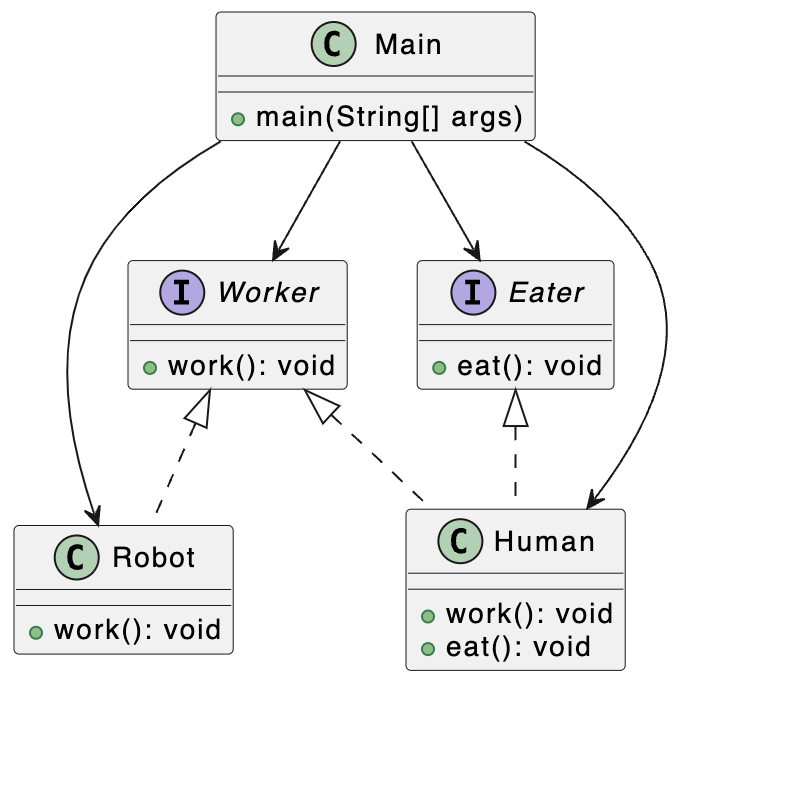 C Main
main(String[] args)
I Worker
work(): void
I Eater
eat(): void
C Robot
work(): void
C Human
work(): void
eat(): void